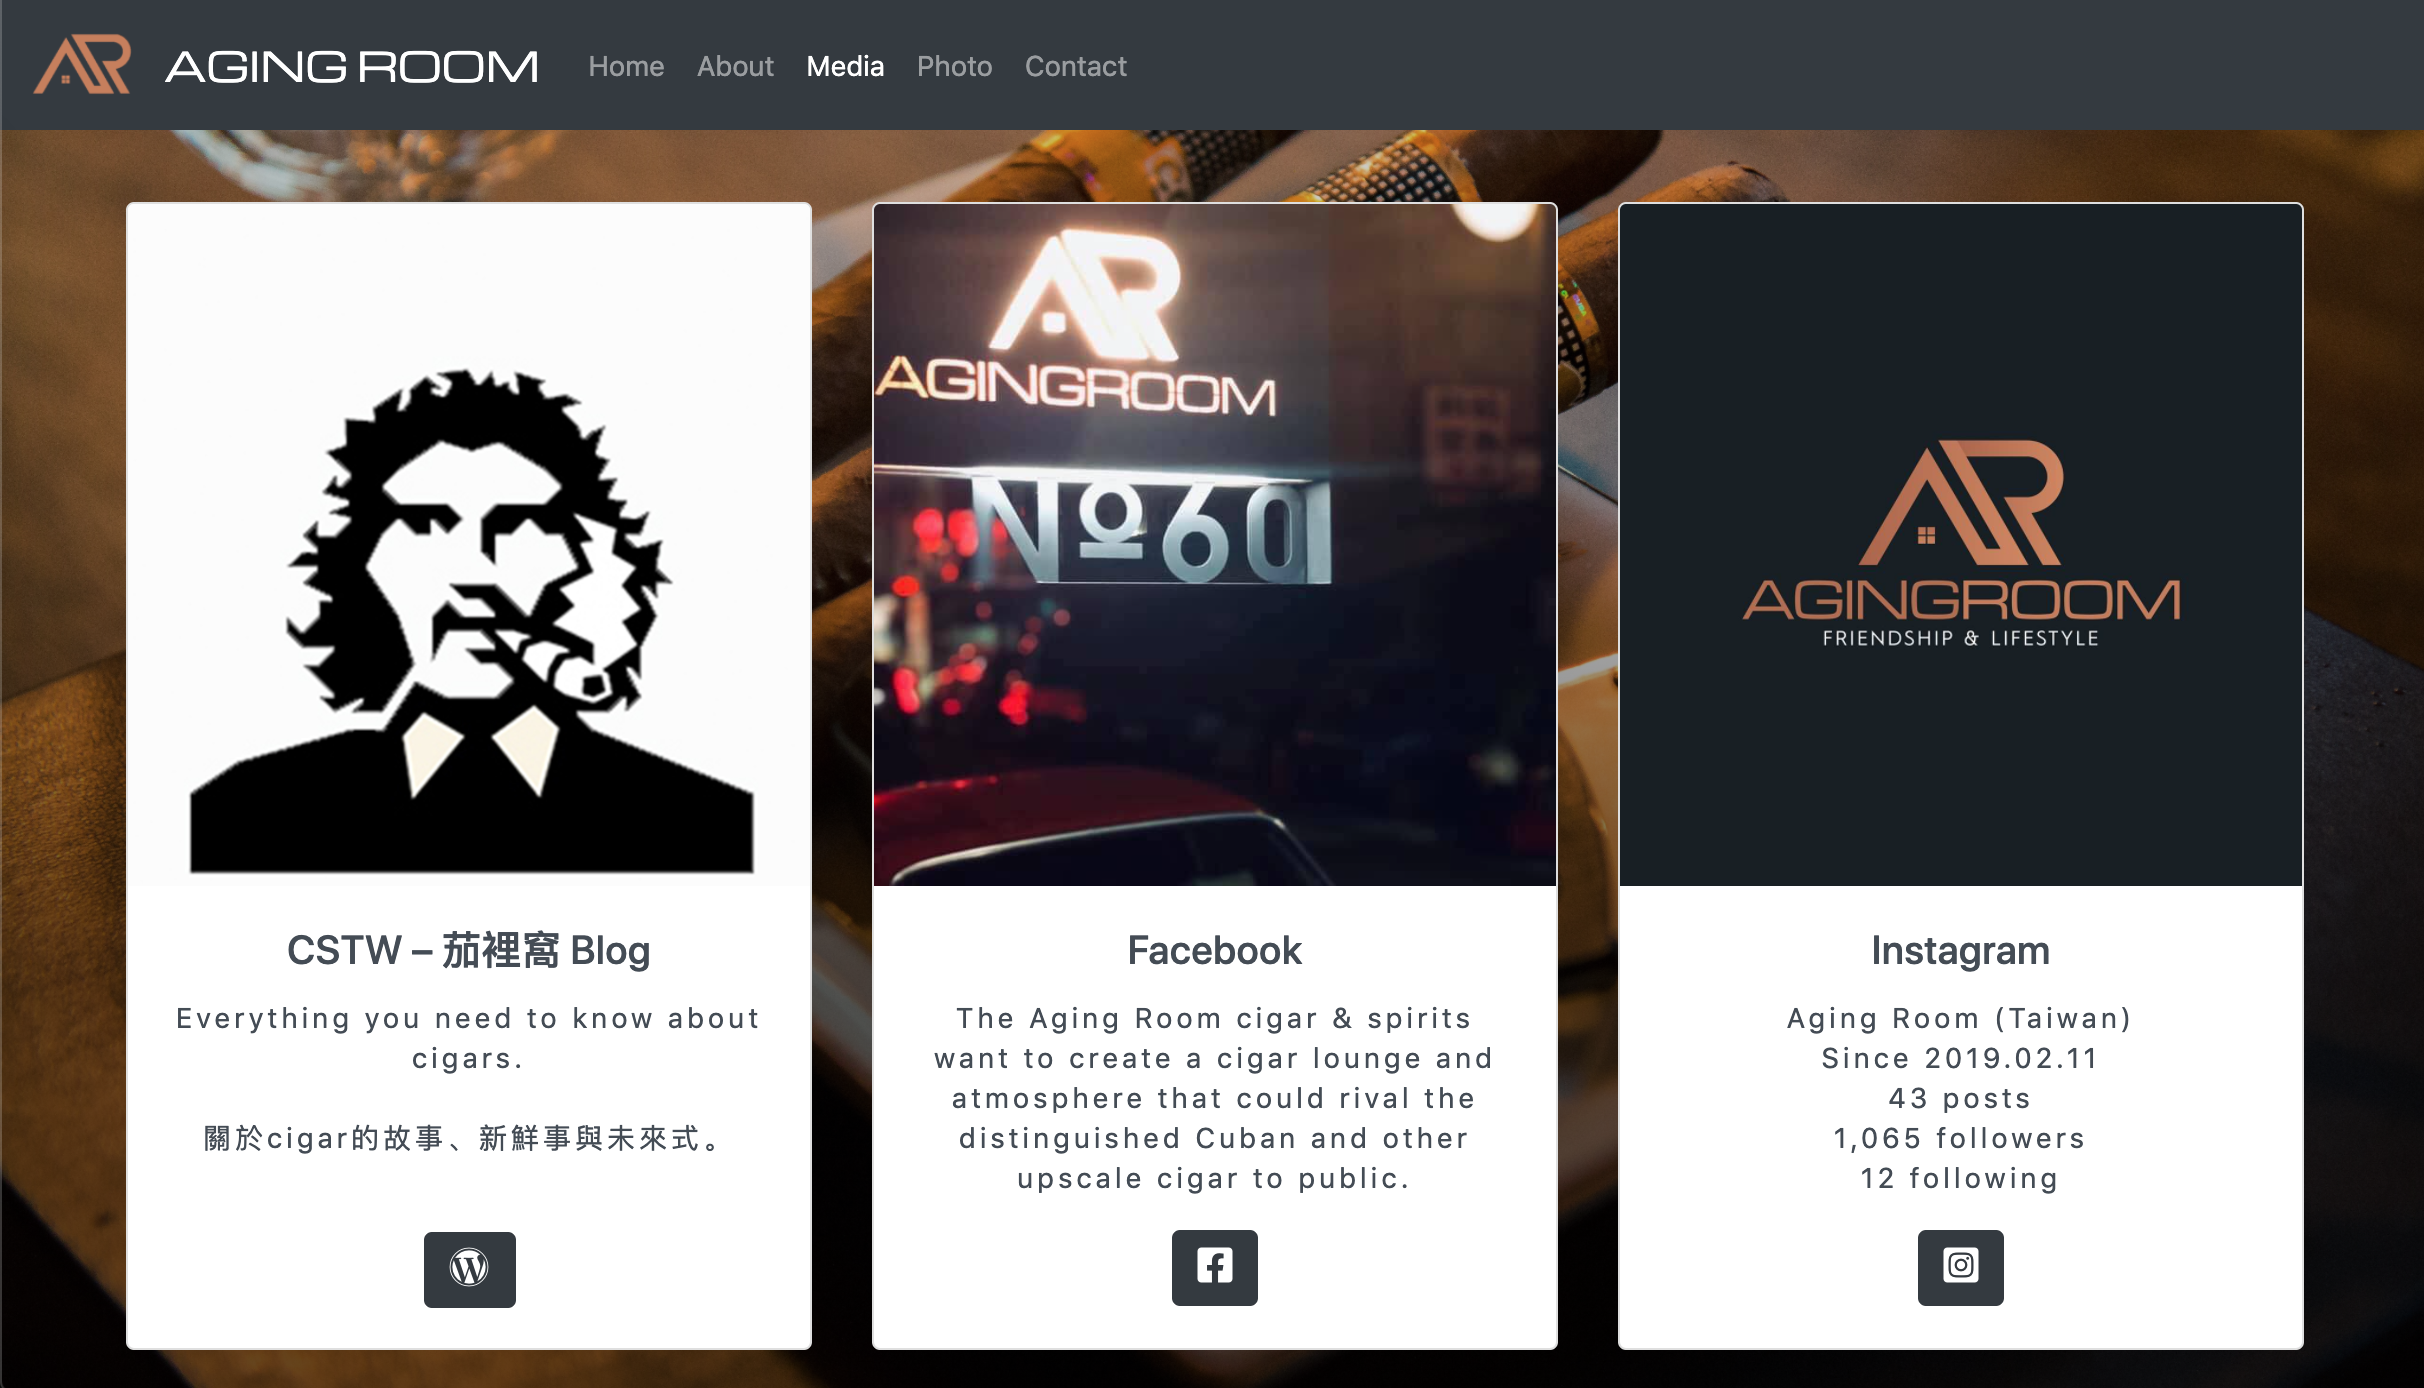 AR AGING ROOM Home About Media Photo Contact
AR
AGINGROOM
Nº60
AR
AGINGROOM
FRIENDSHIP & LIFESTYLE
CSTW – 茄裡窩 Blog
Everything you need to know about
cigars.
關於cigar的故事、新鮮事與未來式。
Facebook
The Aging Room cigar & spirits
want to create a cigar lounge and
atmosphere that could rival the
distinguished Cuban and other
upscale cigar to public.
Instagram
Aging Room (Taiwan)
Since 2019.02.11
43 posts
1,065 followers
12 following